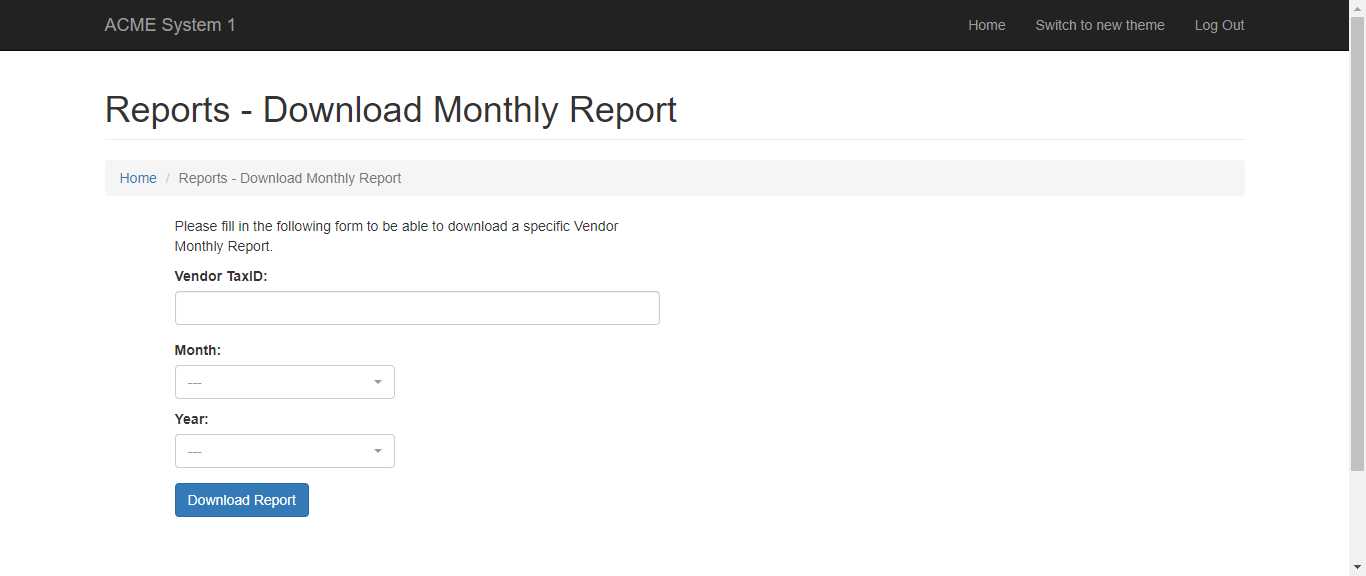 ACME System 1
Home
Switch to new theme
Log Out
Reports - Download Monthly Report
Home / Reports - Download Monthly Report
Please fill in the following form to be able to download a specific Vendor
Monthly Report.
Vendor TaxID:
Month:
---
Year:
---
Download Report